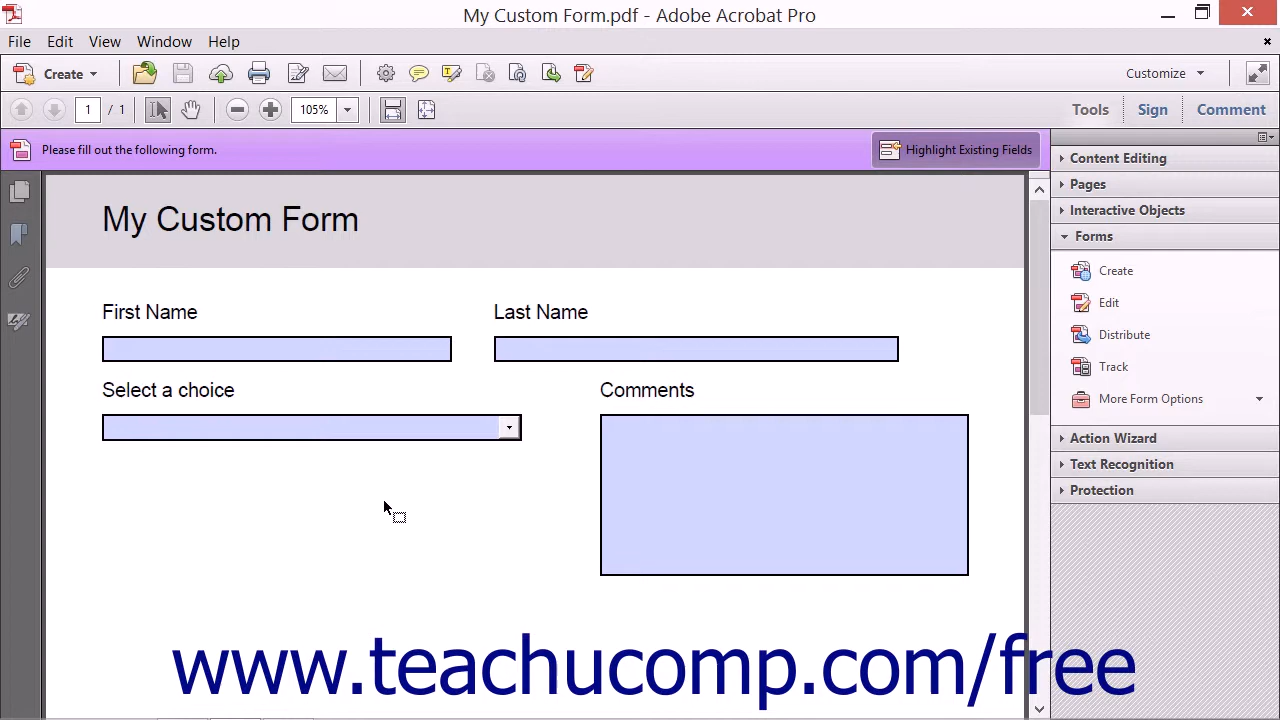 My Custom Form.pdf - Adobe Acrobat Pro
File Edit View Window Help
Create Customize
1 / 1 105% Tools Sign Comment
Please fill out the following form. Highlight Existing Fields
Content Editing
Pages
Interactive Objects
Forms
Create
Edit
Distribute
Track
More Form Options
Action Wizard
Text Recognition
Protection
My Custom Form
First Name Last Name
Select a choice Comments
www.teachucomp.com/free